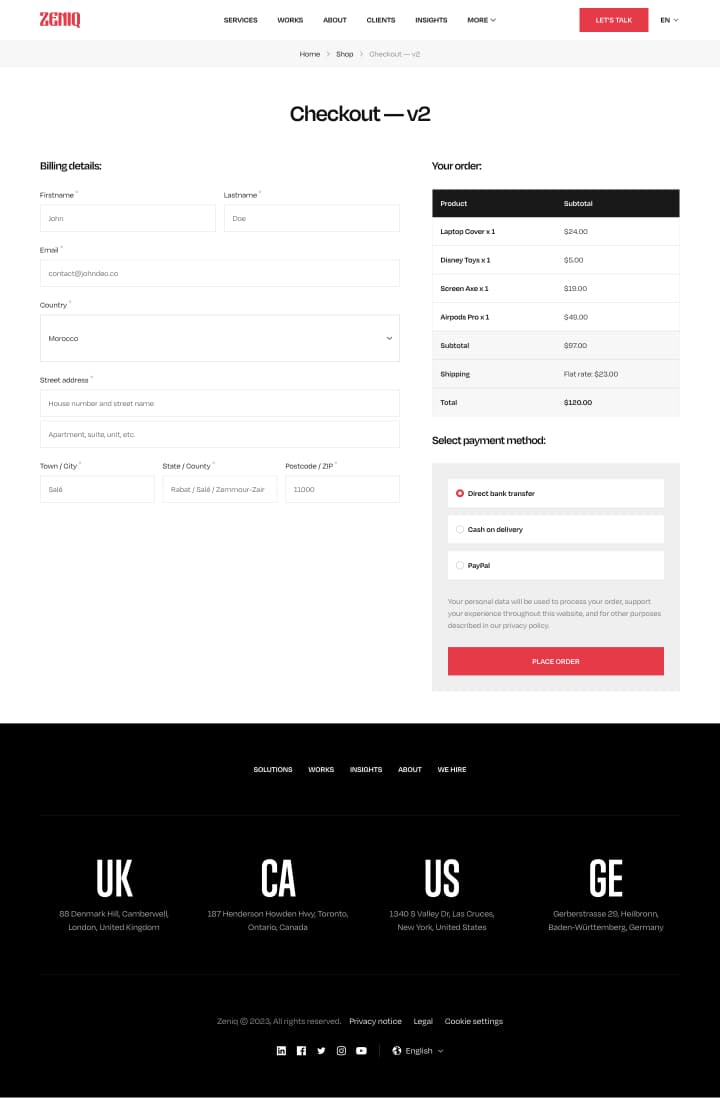 ZENIQ
SERVICES WORKS ABOUT CLIENTS INSIGHTS MORE
LET'S TALK
EN
Home > Shop > Checkout — v2
Checkout — v2
Billing details:
Firstname *
Lastname *
John
Doe
Email *
contact@johndeo.co
Country *
Morocco
Street address *
House number and street name
Apartment, suite, unit, etc.
Town / City *
State / County *
Postcode / ZIP *
Salé
Rabat / Salé / Zemmour-Zair
11000
Your order:
Product Subtotal
Laptop Cover x 1 $24.00
Disney Toys x 1 $5.00
Screen Axe x 1 $19.00
Airpods Pro x 1 $49.00
Subtotal $97.00
Shipping Flat rate: $23.00
Total $120.00
Select payment method:
Direct bank transfer
Cash on delivery
PayPal
Your personal data will be used to process your order, support
your experience throughout this website, and for other purposes
described in our privacy policy.
PLACE ORDER
SOLUTIONS WORKS INSIGHTS ABOUT WE HIRE
UK
88 Denmark Hill, Camberwell,
London, United Kingdom
CA
187 Henderson Howden Hwy, Toronto,
Ontario, Canada
US
1340 S Valley Dr, Las Cruces,
New York, United States
GE
Gerberstrasse 29, Heilbronn,
Baden-Württemberg, Germany
Zeniq © 2023, All rights reserved. Privacy notice Legal Cookie settings
English